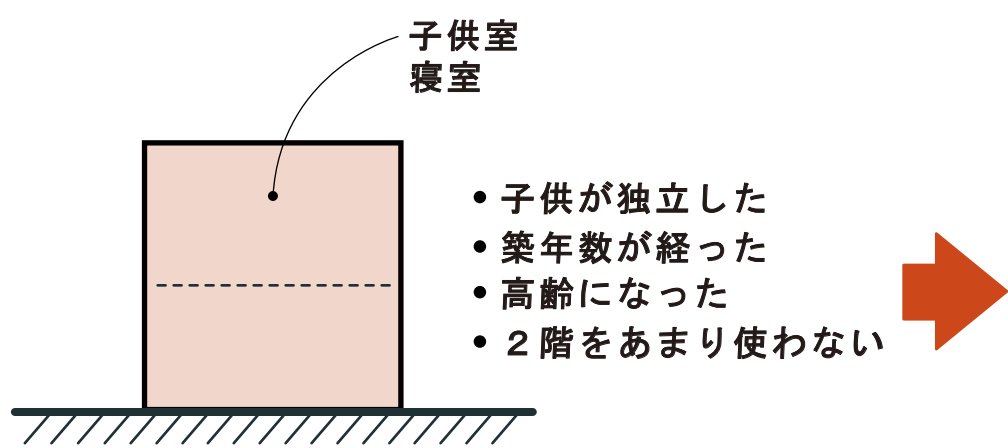 子供室
寝室
• 子供が独立した
• 築年数が経った
• 高齢になった
• ２階をあまり使わない